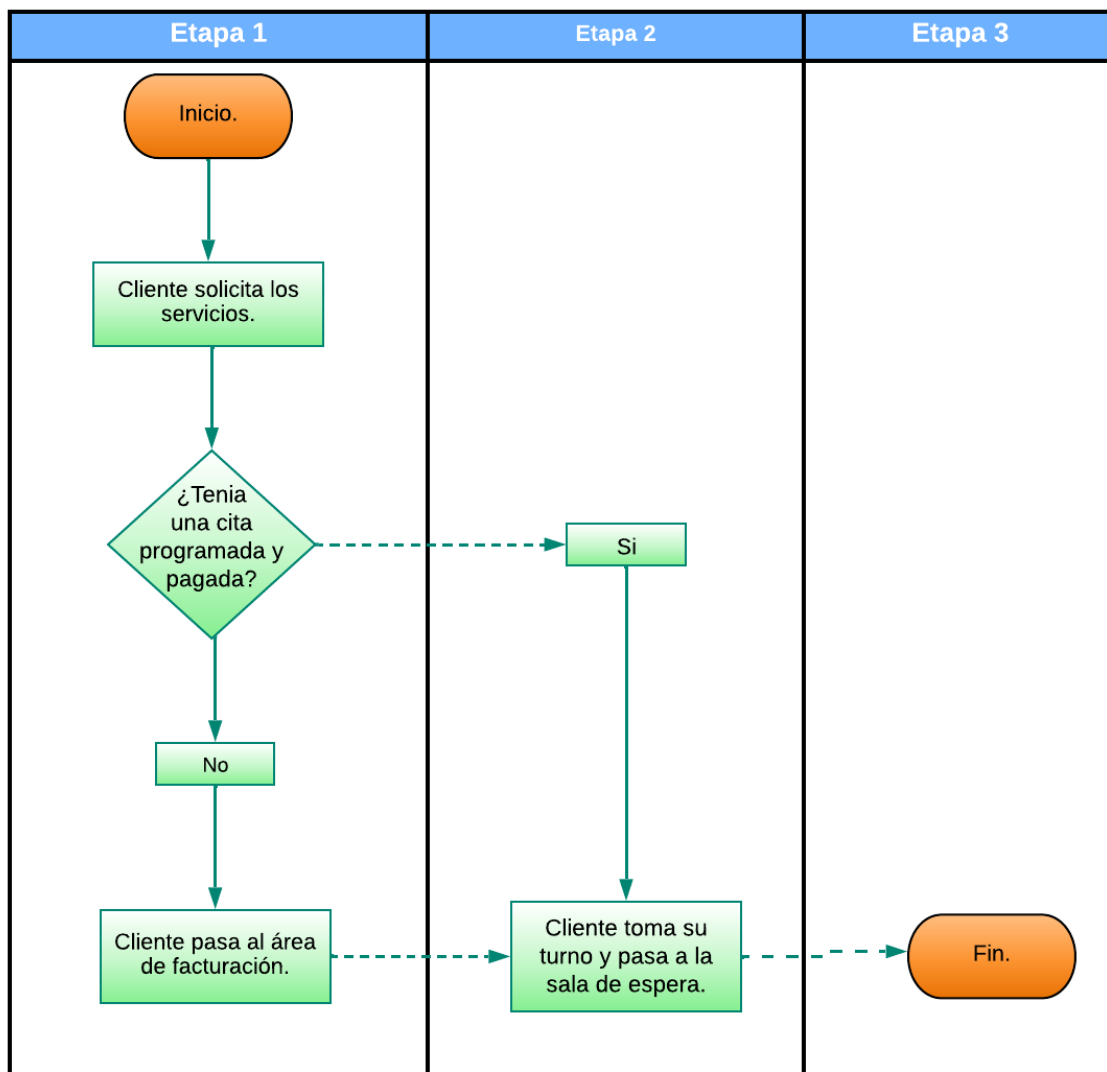 Etapa 1
Etapa 2
Etapa 3
Inicio.
Cliente solicita los
servicios.
¿Tenia
una cita
programada y
pagada?
Si
No
Cliente pasa al área
de facturación.
Cliente toma su
turno y pasa a la
sala de espera.
Fin.